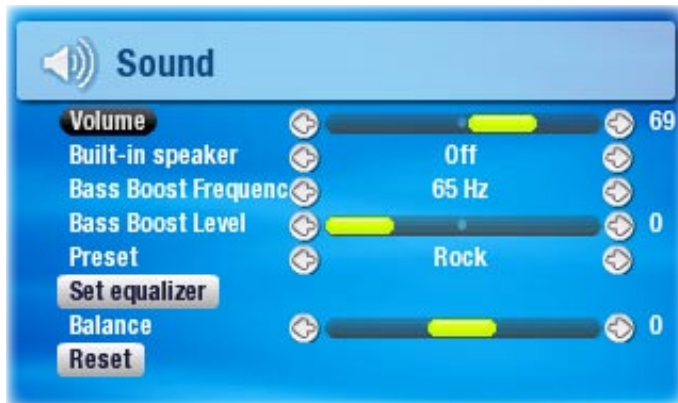 Sound
Volume 69
Built-in speaker Off
Bass Boost Frequenc 65 Hz
Bass Boost Level 0
Preset Rock
Set equalizer
Balance 0
Reset